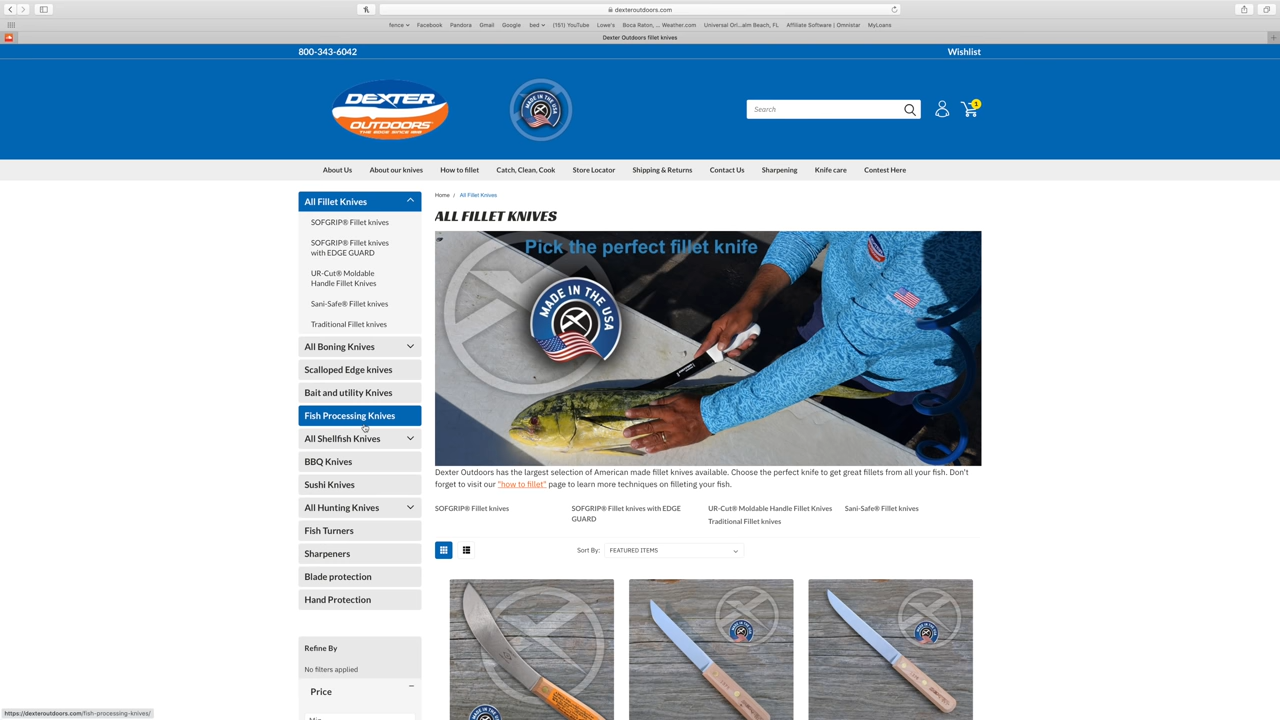 dexteroutdoors.com
fence Facebook Pandora Gmail Google bed (161) YouTube Lowe's Boca Raton, ... Weather.com Universal Orl...alm Beach, FL Affiliate Software | Omnistar MyLoans
Dexter Outdoors fillet knives
800-343-6042 Wishlist
DEXTER
OUTDOORS
THE EDGE SINCE 1818
MADE IN THE USA
Search
1
About Us About our knives How to fillet Catch, Clean, Cook Store Locator Shipping & Returns Contact Us Sharpening Knife care Contest Here
All Fillet Knives
SOFGRIP® Fillet knives
SOFGRIP® Fillet knives
with EDGE GUARD
UR-Cut® Moldable
Handle Fillet Knives
Sani-Safe® Fillet knives
Traditional Fillet knives
All Boning Knives
Scalloped Edge knives
Bait and utility Knives
Fish Processing Knives
All Shellfish Knives
BBQ Knives
Sushi Knives
All Hunting Knives
Fish Turners
Sharpeners
Blade protection
Hand Protection
Refine By
No filters applied
Price
Home / All Fillet Knives
ALL FILLET KNIVES
Pick the perfect fillet knife
MADE IN THE USA
Dexter Outdoors has the largest selection of American made fillet knives available. Choose the perfect knife to get great fillets from all your fish. Don't
forget to visit our "how to fillet" page to learn more techniques on filleting your fish.
SOFGRIP® Fillet knives SOFGRIP® Fillet knives with EDGE GUARD UR-Cut® Moldable Handle Fillet Knives Sani-Safe® Fillet knives
Traditional Fillet knives
Sort By: FEATURED ITEMS
https://dexteroutdoors.com/fish-processing-knives/